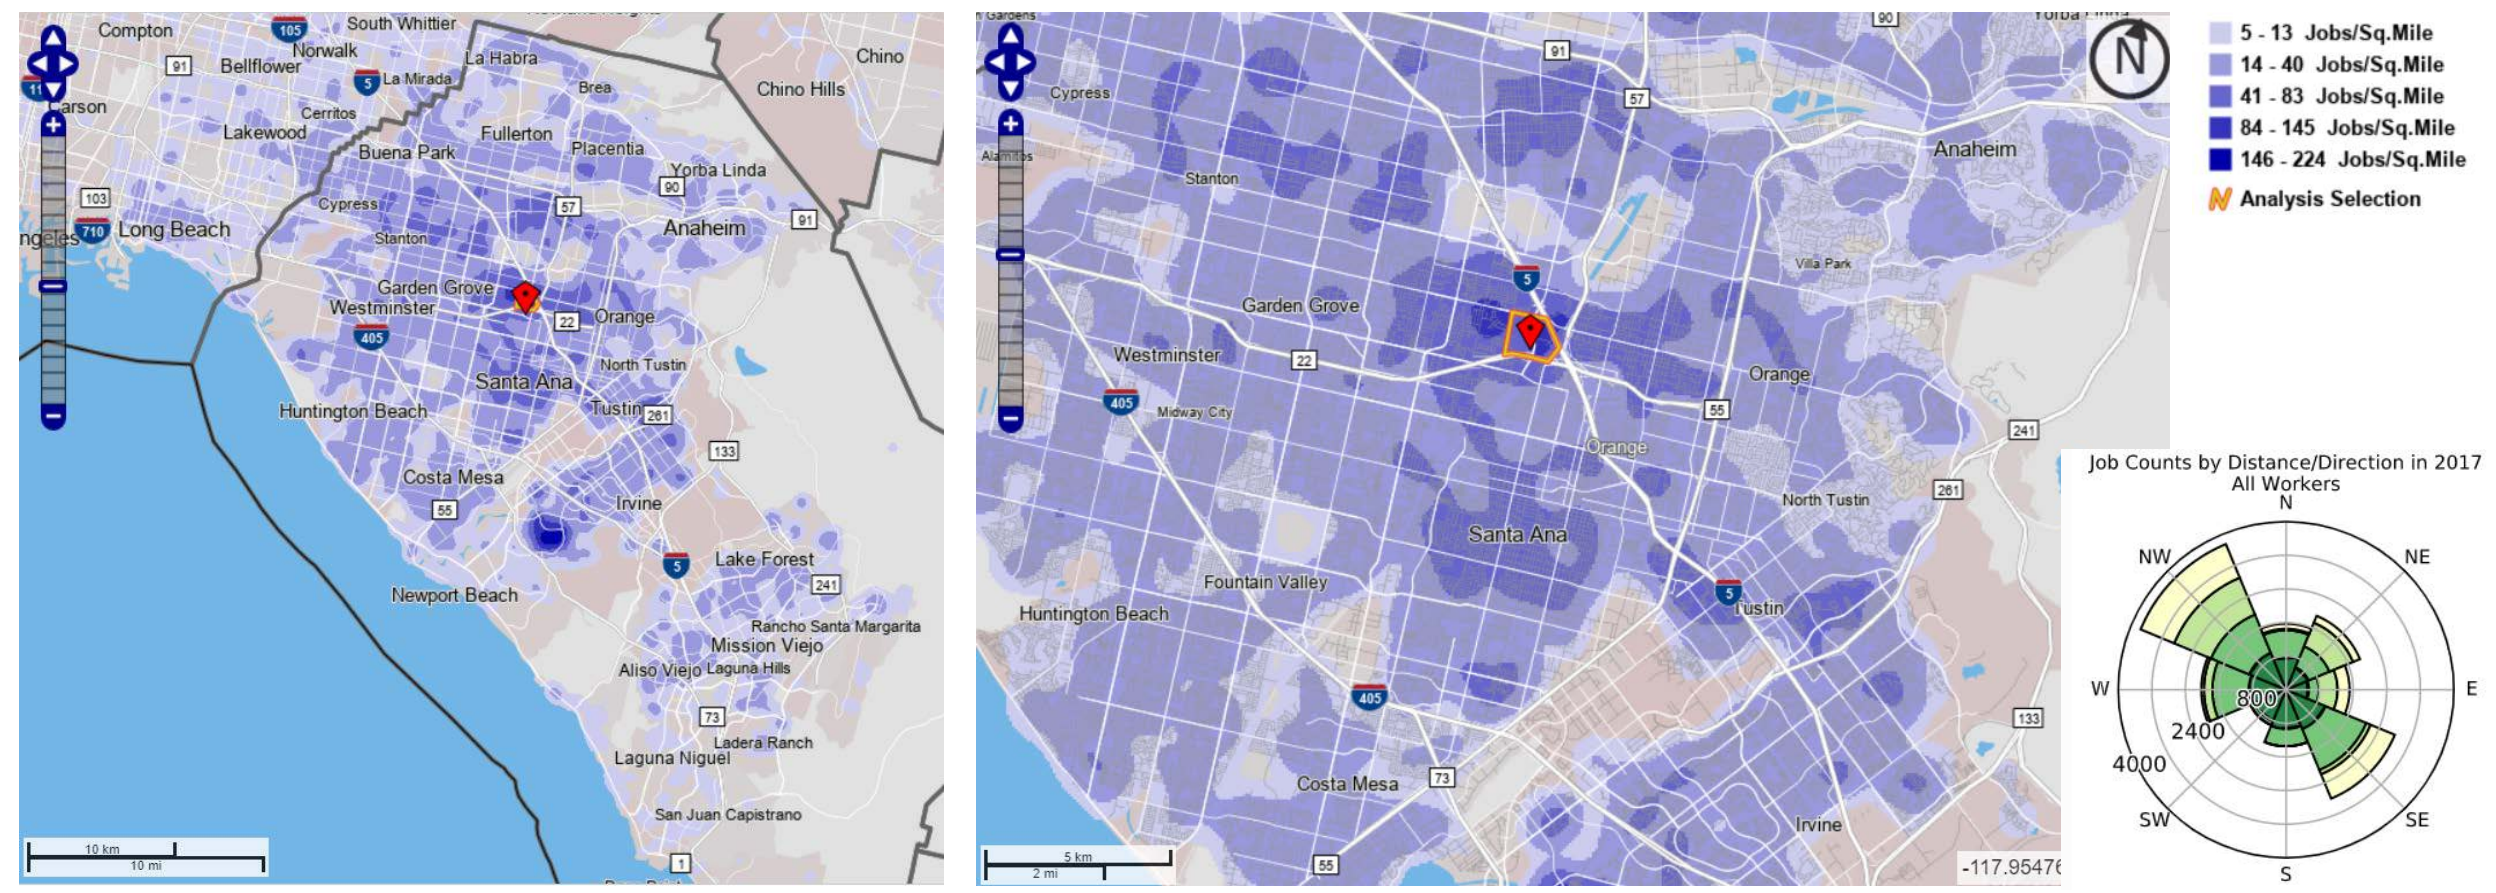 South Whittier
Compton
105
Norwalk
La Habra
91
Bellflower
5
La Mirada
Chino
Brea
Chino Hills
11
Carson
Cerritos
Lakewood
Fullerton
Buena Park
Placentia
Yorba Linda
90
103
Cypress
57
91
710
Long Beach
Stanton
Anaheim
Garden Grove
Westminster
22
Orange
405
North Tustin
Santa Ana
Huntington Beach
Tustin
261
133
Costa Mesa
55
Irvine
5
Lake Forest
241
Newport Beach
Rancho Santa Margarita
Mission Viejo
Aliso Viejo
Laguna Hills
73
Ladera Ranch
Laguna Niguel
San Juan Capistrano
1
10 km
10 mi
Gardens
90
Yorba Linda
91
N
Cypress
57
Alamitos
Anaheim
Stanton
Villa Park
5
Garden Grove
Westminster
22
Orange
405
Midway City
55
241
Orange
261
North Tustin
Santa Ana
Fountain Valley
5
Tustin
Huntington Beach
405
133
73
Costa Mesa
Irvine
55
5 km
2 mi
-117.95476
5 - 13 Jobs/Sq.Mile
14 - 40 Jobs/Sq.Mile
41 - 83 Jobs/Sq.Mile
84 - 145 Jobs/Sq.Mile
146 - 224 Jobs/Sq.Mile
Analysis Selection
Job Counts by Distance/Direction in 2017
All Workers
N
NW
NE
W
E
800
2400
4000
SW
SE
S